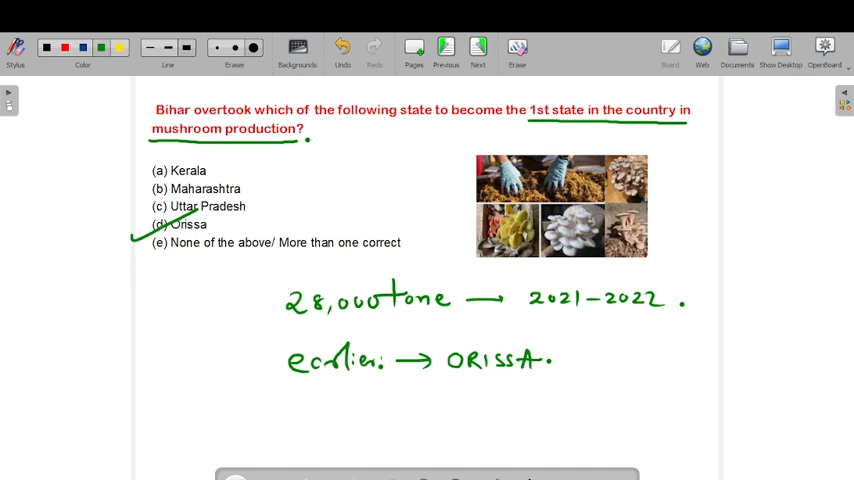 Stylus
Color
Line
Eraser
Backgrounds
Undo
Redo
Pages
Previous
Next
Erase
Board
Web
Documents
Show Desktop
OpenBoard
Bihar overtook which of the following state to become the 1st state in the country in
mushroom production?
(a) Kerala
(b) Maharashtra
(c) Uttar Pradesh
(d) Orissa
(e) None of the above/ More than one correct
28,000 tone → 2021-2022.
earlier: → ORISSA.